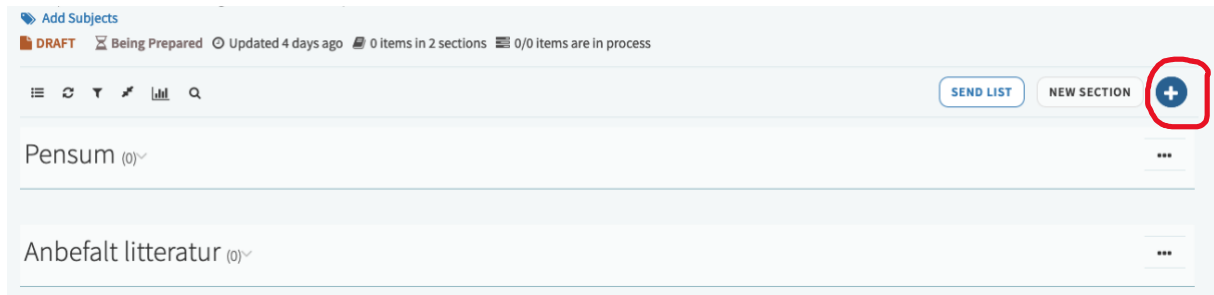 Add Subjects
DRAFT Being Prepared Updated 4 days ago 0 items in 2 sections 0/0 items are in process
SEND LIST NEW SECTION
Pensum (0)
Anbefalt litteratur (0)